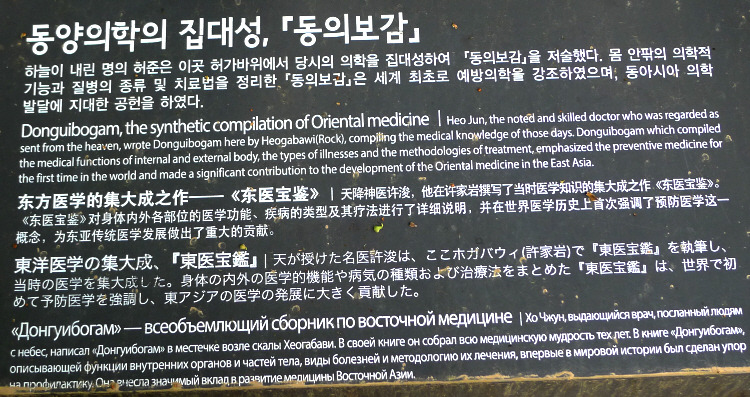 동양의학의 집대성, 『동의보감』
하늘이 내린 명의 허준은 이곳 허가바위에서 당시의 의학을 집대성하여 『동의보감』을 저술했다. 몸 안팎의 의학적
기능과 질병의 종류 및 치료법을 정리한 『동의보감』은 세계 최초로 예방의학을 강조하였으며, 동아시아 의학
발달에 지대한 공헌을 하였다.
Donguibogam, the synthetic compilation of Oriental medicine | Heo Jun, the noted and skilled doctor who was regarded as
sent from the heaven, wrote Donguibogam here by Heogabawi(Rock), compiling the medical knowledge of those days. Donguibogam which compiled
the medical functions of internal and external body, the types of illnesses and the methodologies of treatment, emphasized the preventive medicine for
the first time in the world and made a significant contribution to the development of the Oriental medicine in the East Asia.
东方医学的集大成之作——《东医宝鉴》 | 天降神医许浚，他在许家岩撰写了当时医学知识的集大成之作《东医宝鉴》。
《东医宝鉴》对身体内外各部位的医学功能、疾病的类型及其疗法进行了详细说明，并在世界医学历史上首次强调了预防医学这一
概念，为东亚传统医学发展做出了重大的贡献。
東洋医学の集大成、『東医宝鑑』 | 天が授けた名医許浚は、ここホガバウィ(許家岩)で『東医宝鑑』を執筆し、
当時の医学を集大成した。身体の内外の医学的機能や病気の種類および治療法をまとめた『東医宝鑑』は、世界で初
めて予防医学を強調し、東アジアの医学の発展に大きく貢献した。
«Донгуибогам» — всеобъемлющий сборник по восточной медицине | Хо Чжун, выдающийся врач, посланный людям
с небес, написал «Донгуибогам» в местечке возле скалы Хеогабави. В своей книге он собрал всю медицинскую мудрость тех лет. В книге «Донгуибогам»,
описывающей функции внутренних органов и частей тела, виды болезней и методологию их лечения, впервые в мировой истории был сделан упор
на профилактику. Она внесла значимый вклад в развитие медицины Восточной Азии.